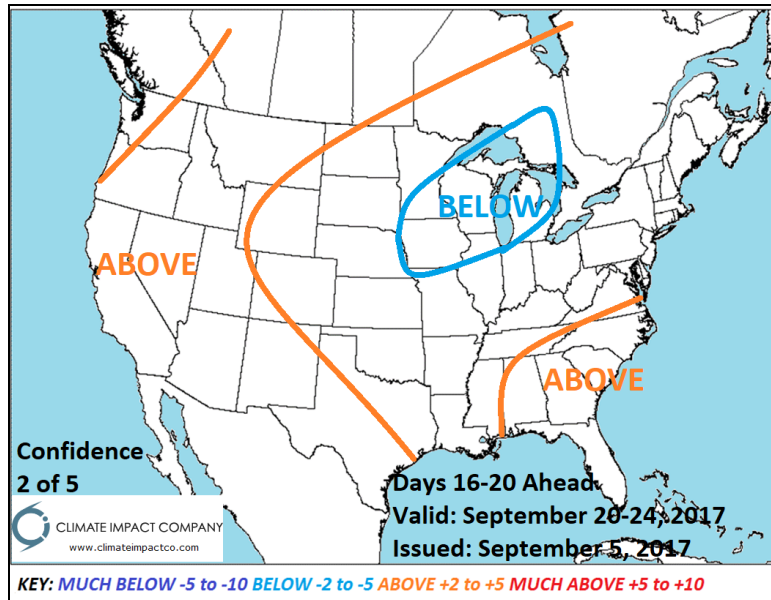 BELOW
ABOVE
ABOVE
Confidence
2 of 5
Days 16-20 Ahead
Valid: September 20-24, 2017
Issued: September 5, 2017
CLIMATE IMPACT COMPANY
www.climateimpactco.com
KEY: MUCH BELOW -5 to -10 BELOW -2 to -5 ABOVE +2 to +5 MUCH ABOVE +5 to +10